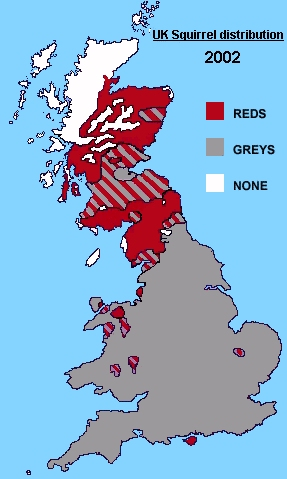 UK Squirrel distribution
2002
REDS
GREYS
NONE